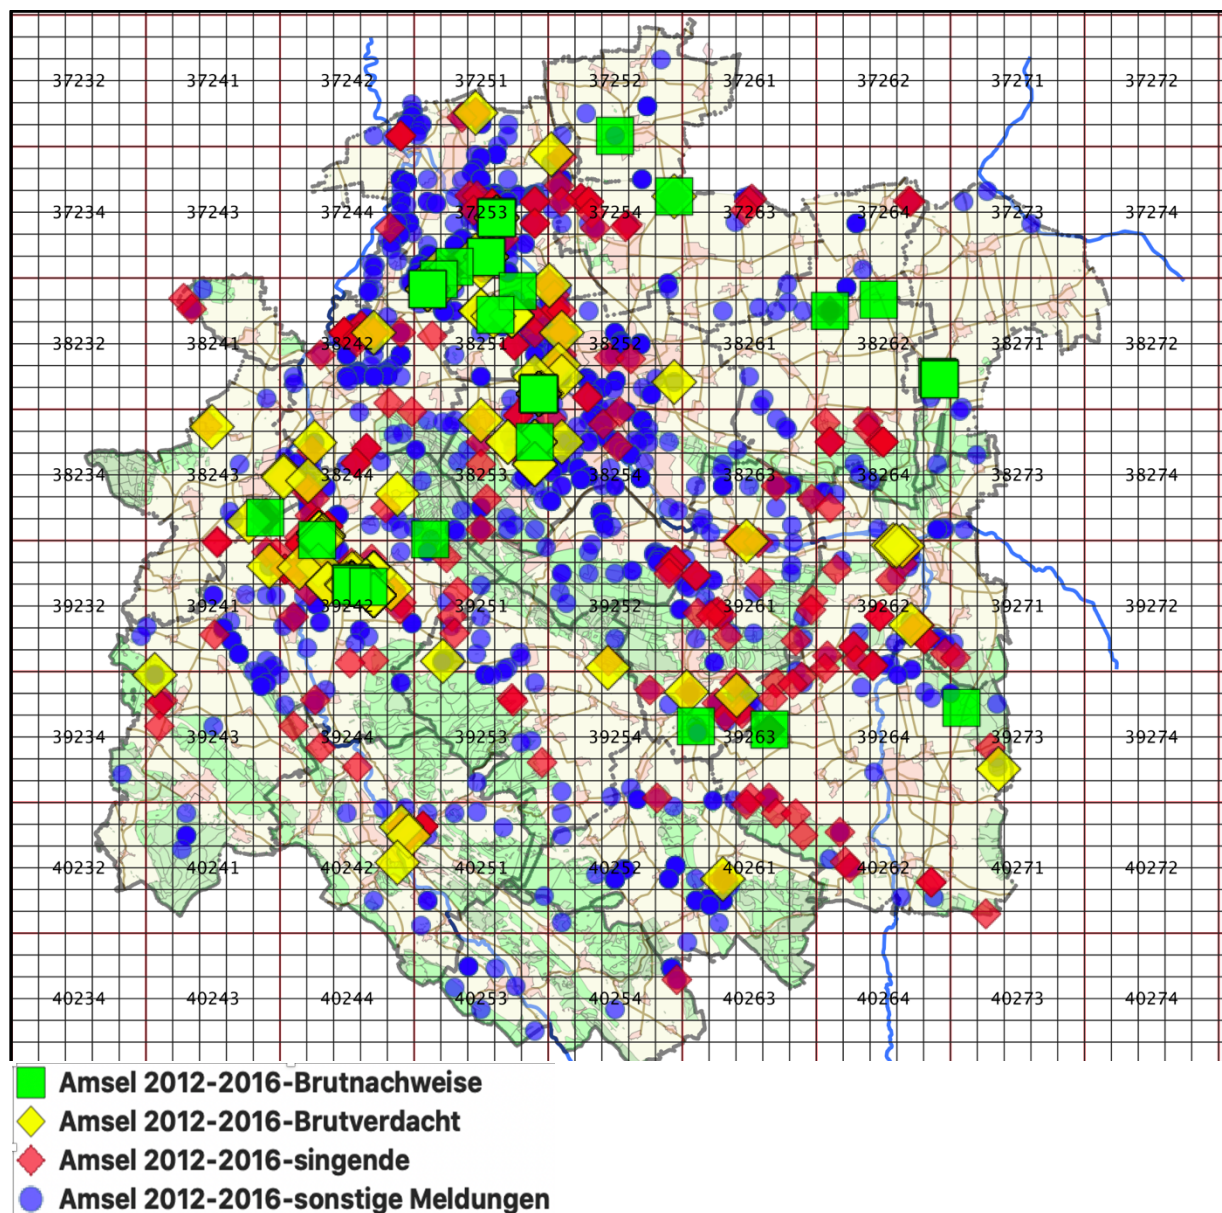 37232 37241 37242 37251 37252 37261 37262 37271 37272
37234 37243 37244 37253 37254 37263 37264 37273 37274
38232 38241 38242 38251 38252 38261 38262 38271 38272
38234 38243 38244 38253 38254 38263 38264 38273 38274
39232 39241 39242 39251 39252 39261 39262 39271 39272
39234 39243 39244 39253 39254 39263 39264 39273 39274
40232 40241 40242 40251 40252 40261 40262 40271 40272
40234 40243 40244 40253 40254 40263 40264 40273 40274
Amsel 2012-2016-Brutnachweise
Amsel 2012-2016-Brutverdacht
Amsel 2012-2016-singende
Amsel 2012-2016-sonstige Meldungen